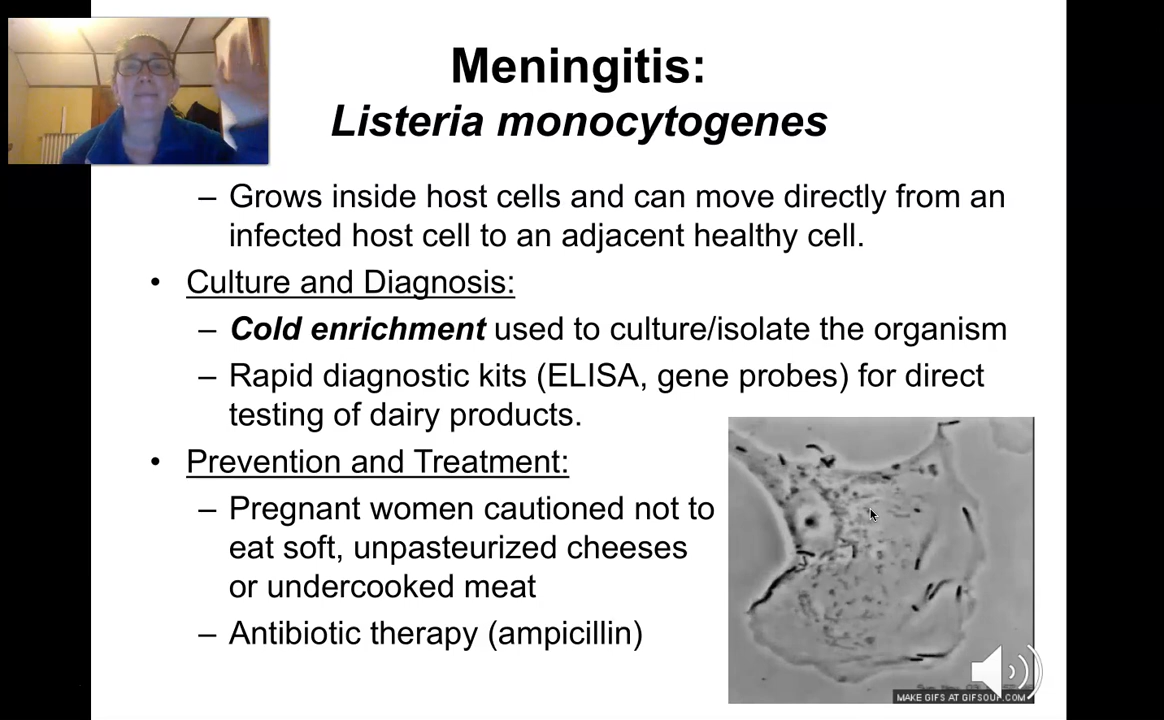 Meningitis:
Listeria monocytogenes
– Grows inside host cells and can move directly from an
infected host cell to an adjacent healthy cell.
• Culture and Diagnosis:
– Cold enrichment used to culture/isolate the organism
– Rapid diagnostic kits (ELISA, gene probes) for direct
testing of dairy products.
• Prevention and Treatment:
– Pregnant women cautioned not to
eat soft, unpasteurized cheeses
or undercooked meat
– Antibiotic therapy (ampicillin)
MAKE GIFS AT GIFSOUP.COM